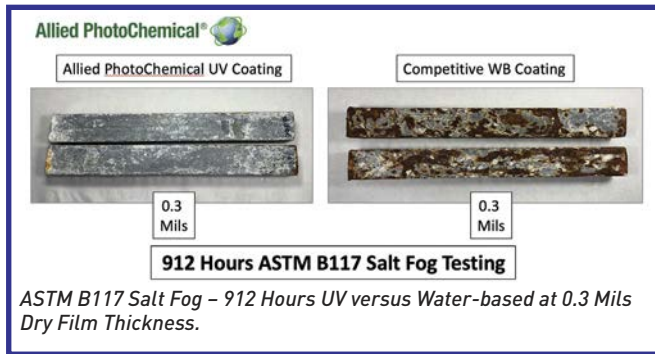 Allied PhotoChemical®
Allied PhotoChemical UV Coating
Competitive WB Coating
0.3
Mils
0.3
Mils
912 Hours ASTM B117 Salt Fog Testing
ASTM B117 Salt Fog – 912 Hours UV versus Water-based at 0.3 Mils
Dry Film Thickness.